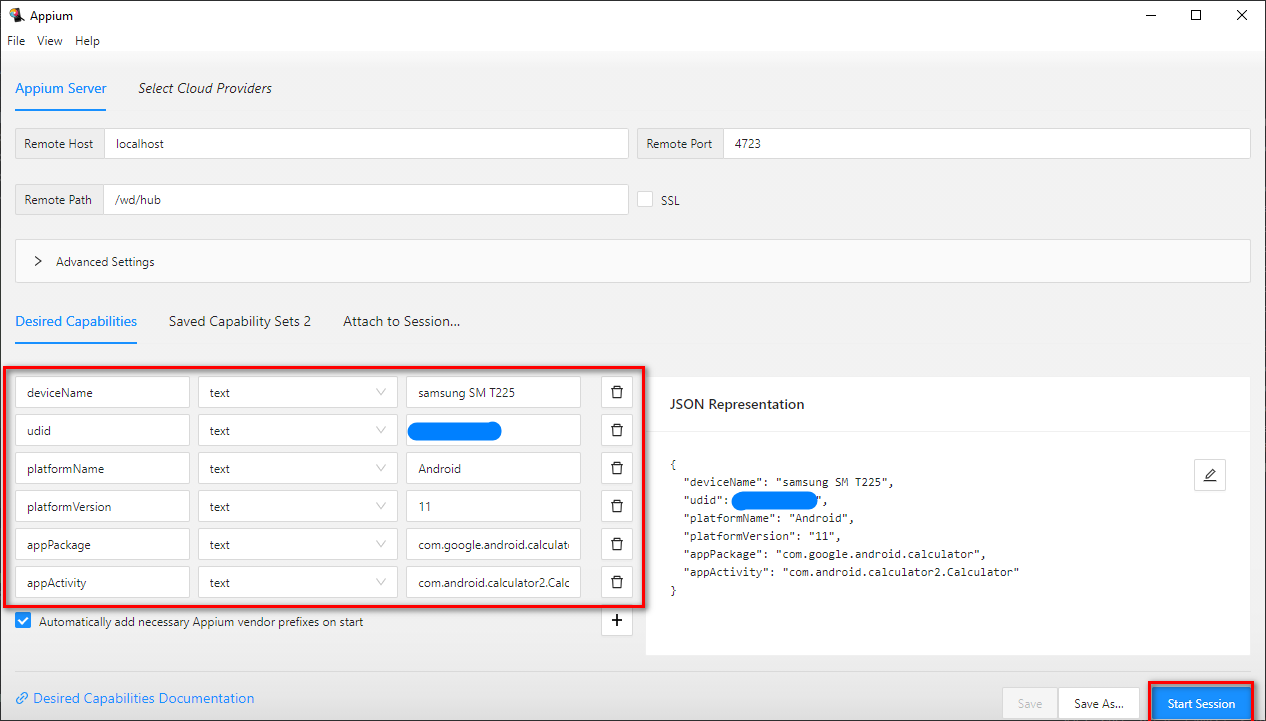 Appium
File View Help
Appium Server Select Cloud Providers
Remote Host localhost Remote Port 4723
Remote Path /wd/hub SSL
Advanced Settings
Desired Capabilities Saved Capability Sets 2 Attach to Session...
deviceName text samsung SM T225
udid text
platformName text Android
platformVersion text 11
appPackage text com.google.android.calculat
appActivity text com.android.calculator2.Calc
Automatically add necessary Appium vendor prefixes on start
JSON Representation
{
"deviceName": "samsung SM T225",
"udid": ",
"platformName": "Android",
"platformVersion": "11",
"appPackage": "com.google.android.calculator",
"appActivity": "com.android.calculator2.Calculator"
}
Desired Capabilities Documentation Save Save As... Start Session